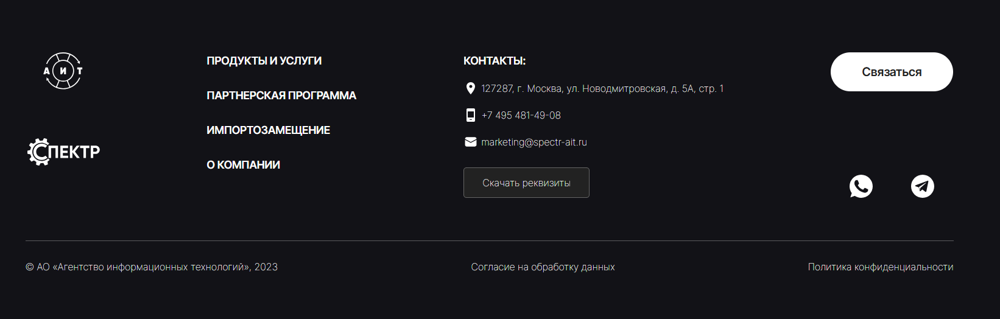 А И Т
СПЕКТР
ПРОДУКТЫ И УСЛУГИ
ПАРТНЕРСКАЯ ПРОГРАММА
ИМПОРТОЗАМЕЩЕНИЕ
О КОМПАНИИ
КОНТАКТЫ:
127287, г. Москва, ул. Новодмитровская, д. 5А, стр. 1
+7 495 481-49-08
marketing@spectr-ait.ru
Скачать реквизиты
Связаться
© АО «Агентство информационных технологий», 2023
Согласие на обработку данных
Политика конфиденциальности